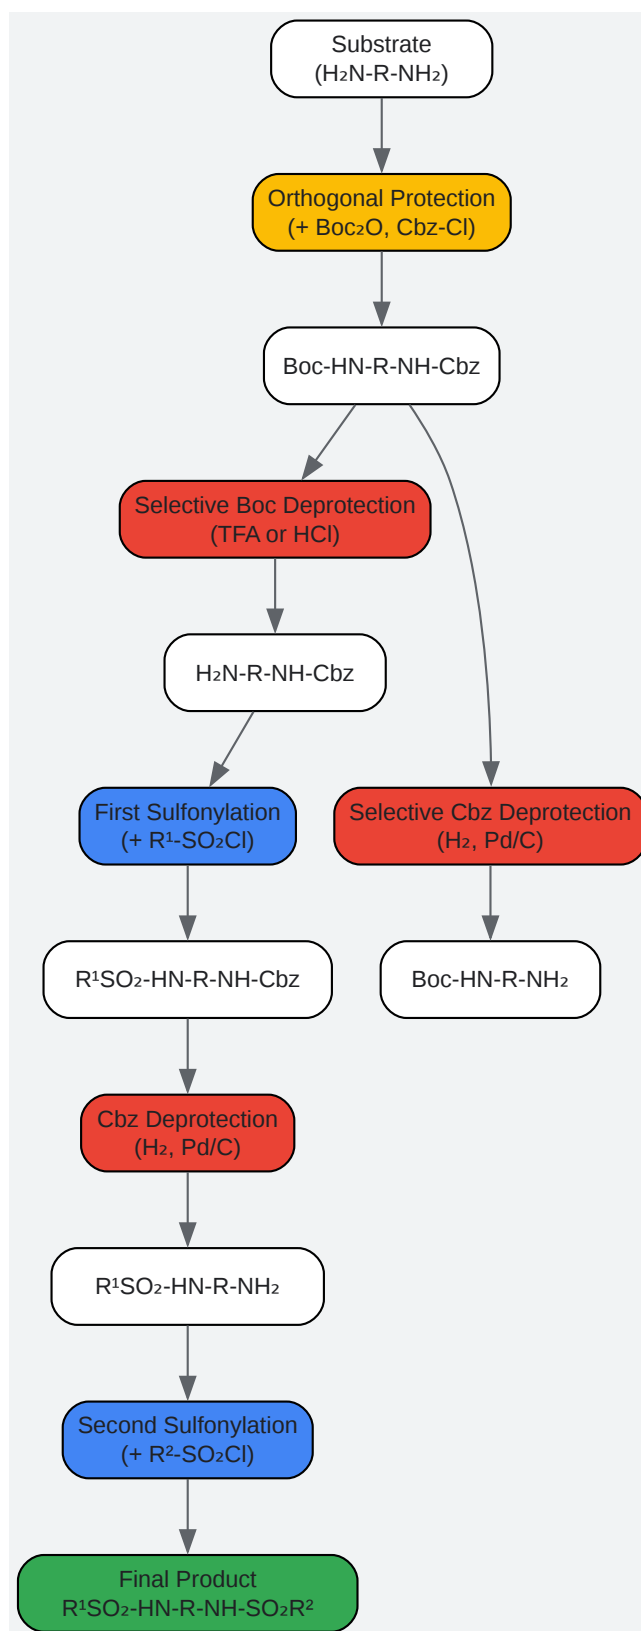 Substrate
(H₂N-R-NH₂)
Orthogonal Protection
(+ Boc₂O, Cbz-Cl)
Boc-HN-R-NH-Cbz
Selective Boc Deprotection
(TFA or HCl)
H₂N-R-NH-Cbz
First Sulfonylation
(+ R¹-SO₂Cl)
Selective Cbz Deprotection
(H₂, Pd/C)
R¹SO₂-HN-R-NH-Cbz
Boc-HN-R-NH₂
Cbz Deprotection
(H₂, Pd/C)
R¹SO₂-HN-R-NH₂
Second Sulfonylation
(+ R²-SO₂Cl)
Final Product
R¹SO₂-HN-R-NH-SO₂R²